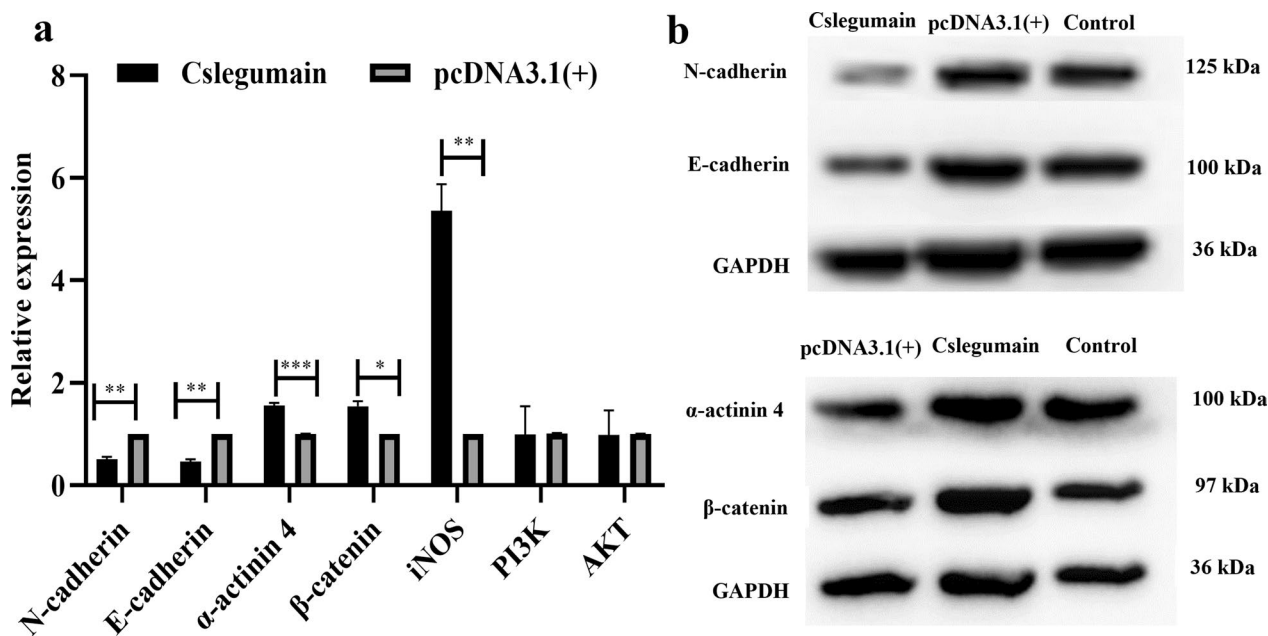 a
Cslegumain
pcDNA3.1(+)
Relative expression
8
6
4
2
0
**
**
***
*
**
N-cadherin
E-cadherin
α-actinin 4
β-catenin
iNOS
PI3K
AKT
b
Cslegumain pcDNA3.1(+) Control
N-cadherin 125 kDa
E-cadherin 100 kDa
GAPDH 36 kDa
pcDNA3.1(+) Cslegumain Control
α-actinin 4 100 kDa
β-catenin 97 kDa
GAPDH 36 kDa